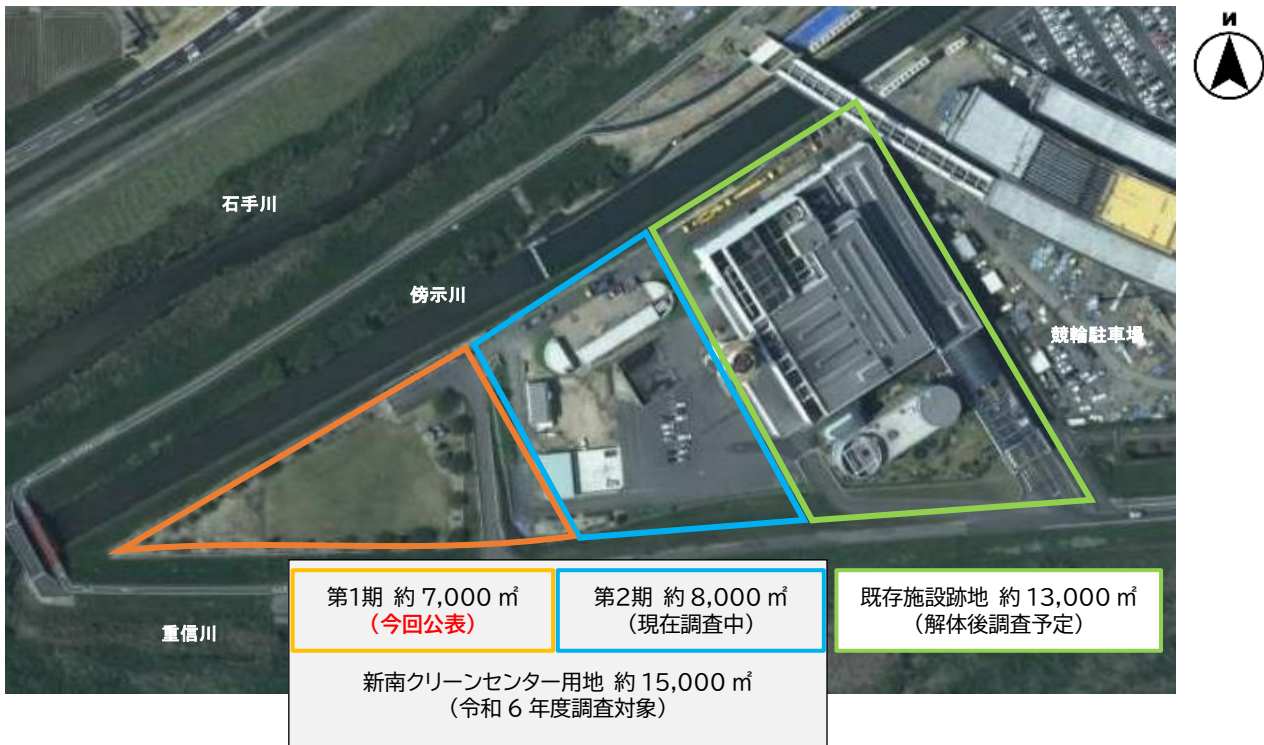 N
石手川
傍示川
競輪駐車場
重信川
第1期 約 7,000 ㎡
（今回公表）
第2期 約 8,000 ㎡
（現在調査中）
既存施設跡地 約 13,000 ㎡
（解体後調査予定）
新南クリーンセンター用地 約 15,000 ㎡
（令和 6 年度調査対象）